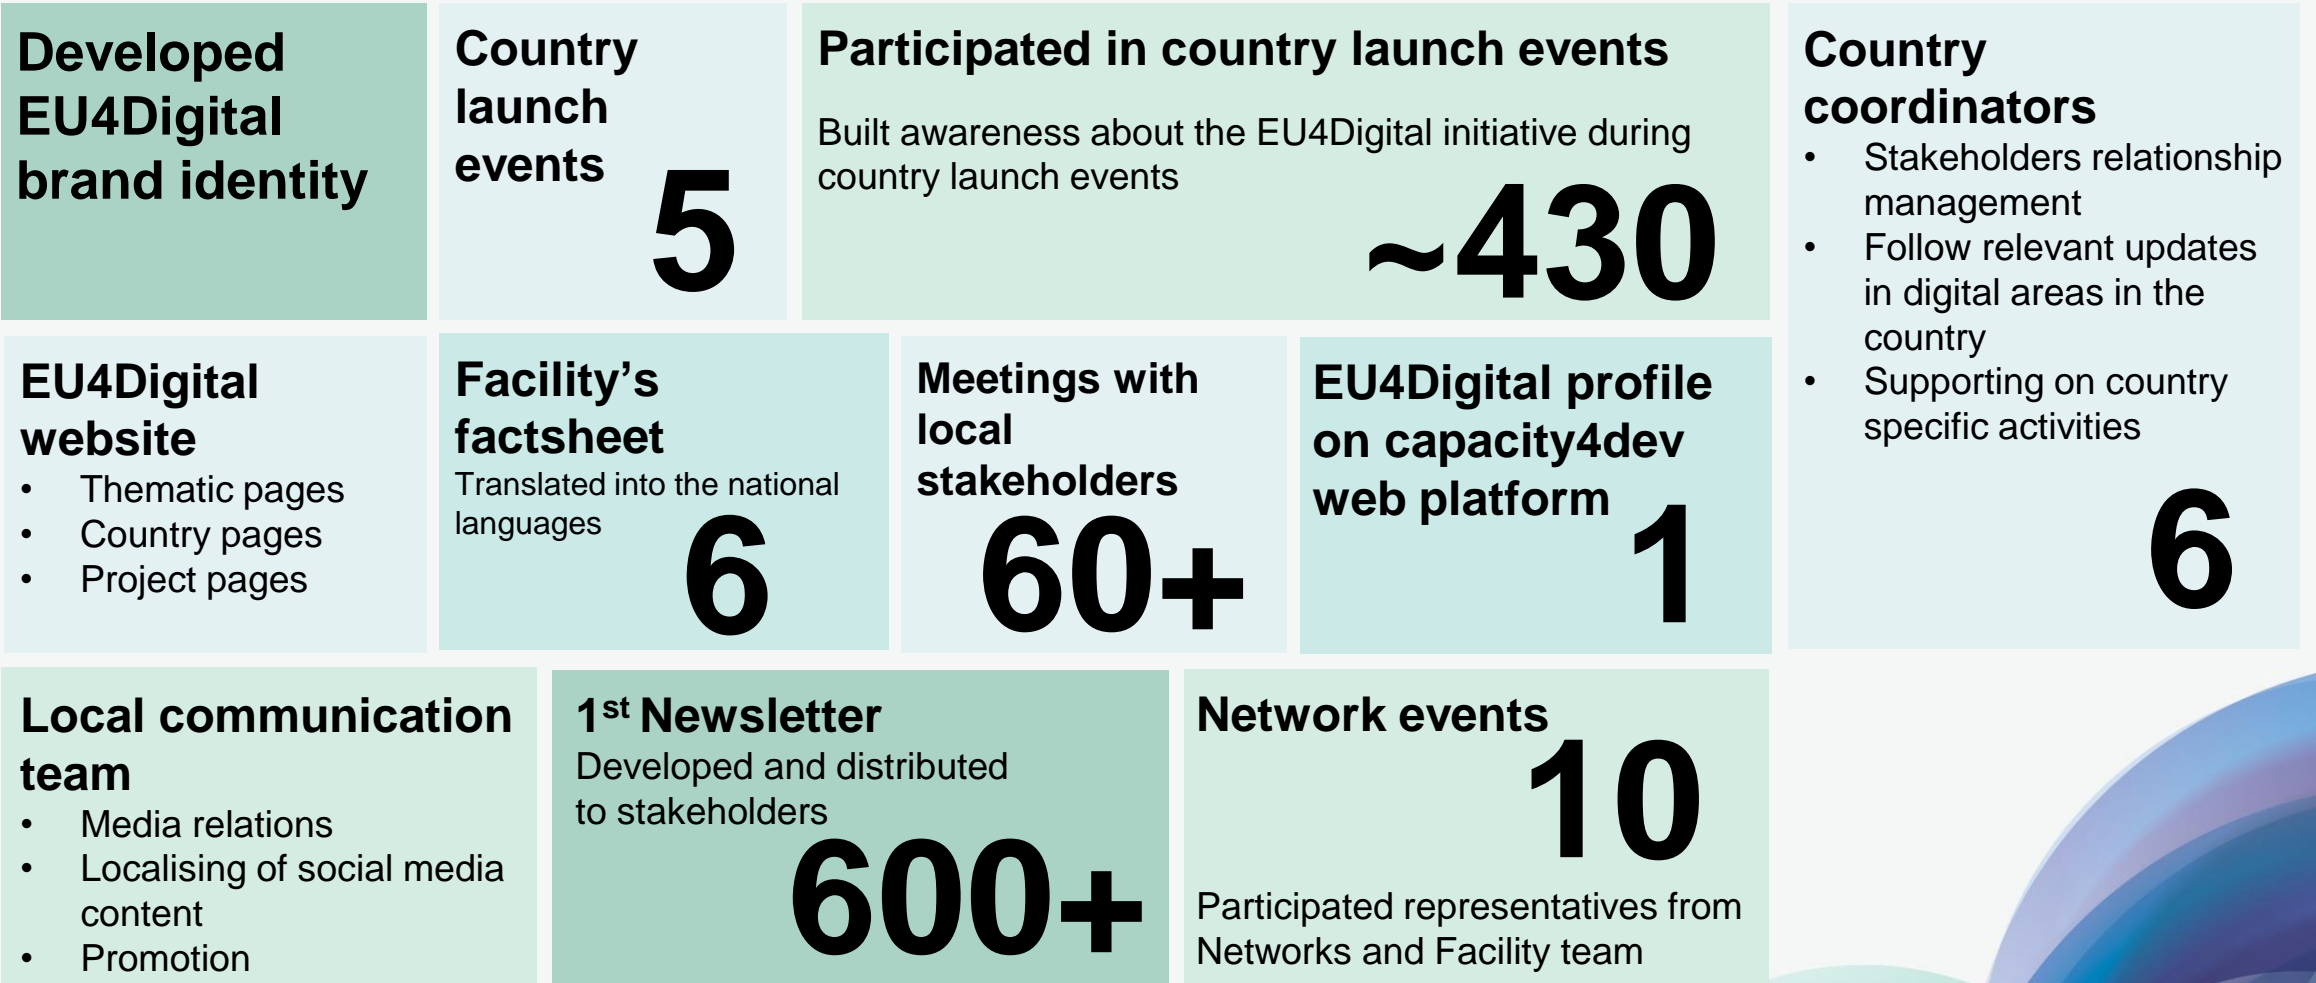 Developed
EU4Digital
brand identity
Country
launch
events
5
Participated in country launch events
Built awareness about the EU4Digital initiative during
country launch events
~430
Country
coordinators
• Stakeholders relationship
management
• Follow relevant updates
in digital areas in the
country
• Supporting on country
specific activities
6
EU4Digital
website
• Thematic pages
• Country pages
• Project pages
Facility’s
factsheet
Translated into the national
languages
6
Meetings with
local
stakeholders
60+
EU4Digital profile
on capacity4dev
web platform
1
Local communication
team
• Media relations
• Localising of social media
content
• Promotion
1st Newsletter
Developed and distributed
to stakeholders
600+
Network events
10
Participated representatives from
Networks and Facility team